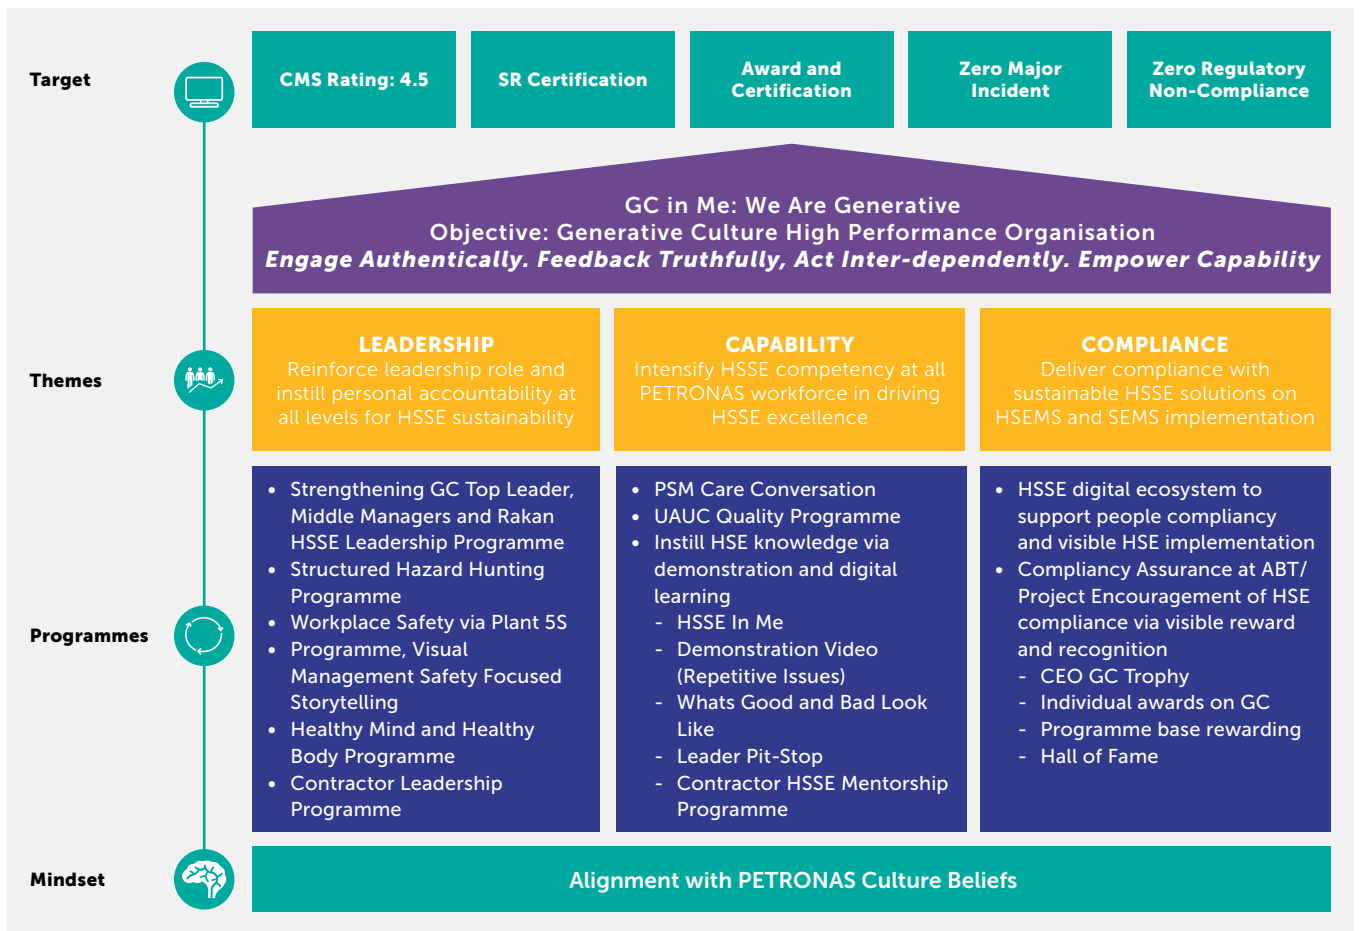 Target
CMS Rating: 4.5
SR Certification
Award and
Certification
Zero Major
Incident
Zero Regulatory
Non-Compliance
GC in Me: We Are Generative
Objective: Generative Culture High Performance Organisation
Engage Authentically. Feedback Truthfully, Act Inter-dependently. Empower Capability
Themes
LEADERSHIP
Reinforce leadership role and
instill personal accountability at
all levels for HSSE sustainability
CAPABILITY
Intensify HSSE competency at all
PETRONAS workforce in driving
HSSE excellence
COMPLIANCE
Deliver compliance with
sustainable HSSE solutions on
HSEMS and SEMS implementation
Programmes
• Strengthening GC Top Leader,
Middle Managers and Rakan
HSSE Leadership Programme
• Structured Hazard Hunting
Programme
• Workplace Safety via Plant 5S
• Programme, Visual
Management Safety Focused
Storytelling
• Healthy Mind and Healthy
Body Programme
• Contractor Leadership
Programme
• PSM Care Conversation
• UAUC Quality Programme
• Instill HSE knowledge via
demonstration and digital
learning
- HSSE In Me
- Demonstration Video
(Repetitive Issues)
- Whats Good and Bad Look
Like
- Leader Pit-Stop
- Contractor HSSE Mentorship
Programme
• HSSE digital ecosystem to
support people compliancy
and visible HSE implementation
• Compliancy Assurance at ABT/
Project Encouragement of HSE
compliance via visible reward
and recognition
- CEO GC Trophy
- Individual awards on GC
- Programme base rewarding
- Hall of Fame
Mindset
Alignment with PETRONAS Culture Beliefs